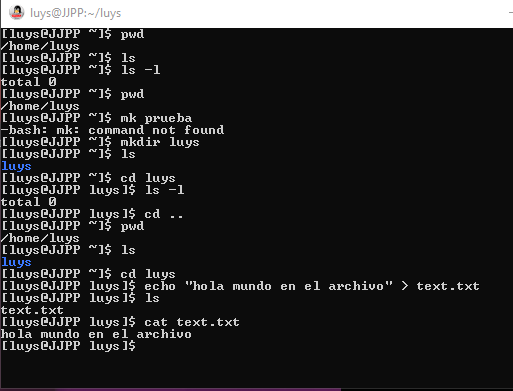 luys@JJPP:~/luys
[luys@JJPP ~]$ pwd
/home/luys
[luys@JJPP ~]$ ls
[luys@JJPP ~]$ ls -l
total 0
[luys@JJPP ~]$ pwd
/home/luys
[luys@JJPP ~]$ mk prueba
-bash: mk: command not found
[luys@JJPP ~]$ mkdir luys
[luys@JJPP ~]$ ls
luys
[luys@JJPP ~]$ cd luys
[luys@JJPP luys]$ ls -l
total 0
[luys@JJPP luys]$ cd ..
[luys@JJPP ~]$ pwd
/home/luys
[luys@JJPP ~]$ ls
luys
[luys@JJPP ~]$ cd luys
[luys@JJPP luys]$ echo "hola mundo en el archivo" > text.txt
[luys@JJPP luys]$ ls
text.txt
[luys@JJPP luys]$ cat text.txt
hola mundo en el archivo
[luys@JJPP luys]$